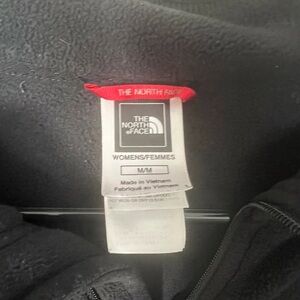 THE NORTH FACE
THE
NORTH
FACE
WOMENS/FEMMES
M/M
Made in Vietnam
Fabriqué au Vietnam